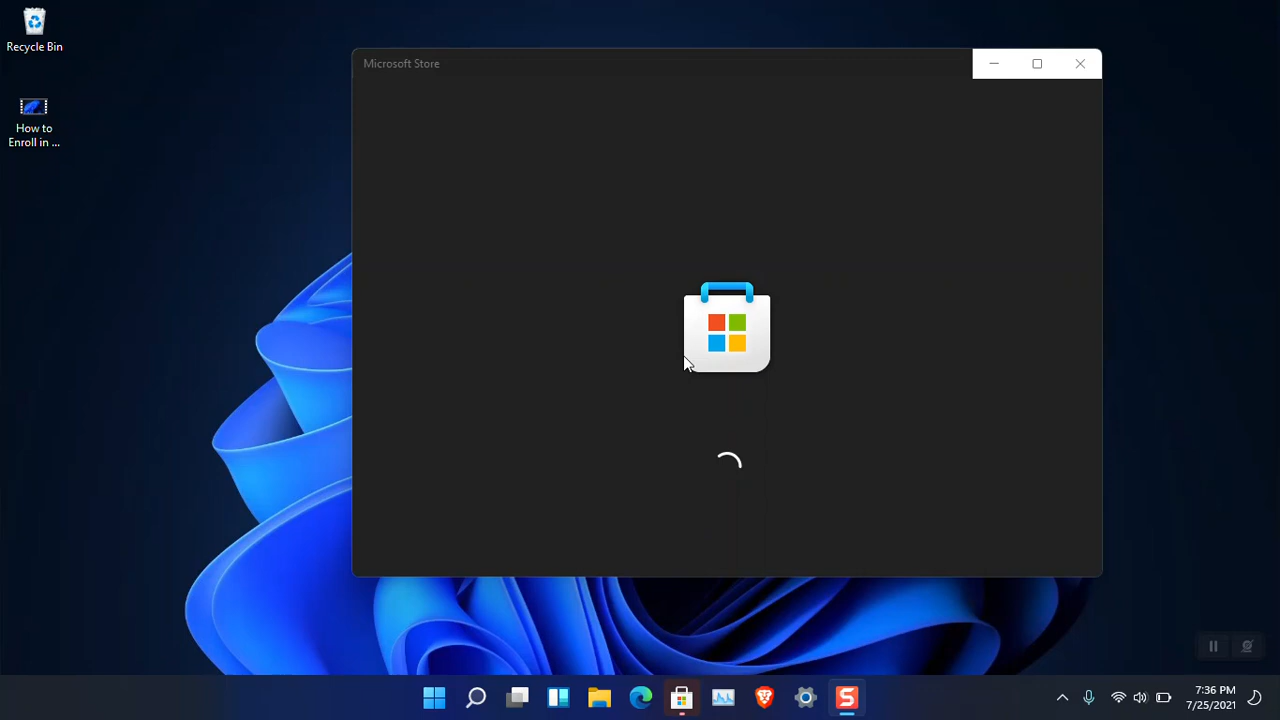 Recycle Bin
How to
Enroll in ...
Microsoft Store
7:36 PM
7/25/2021